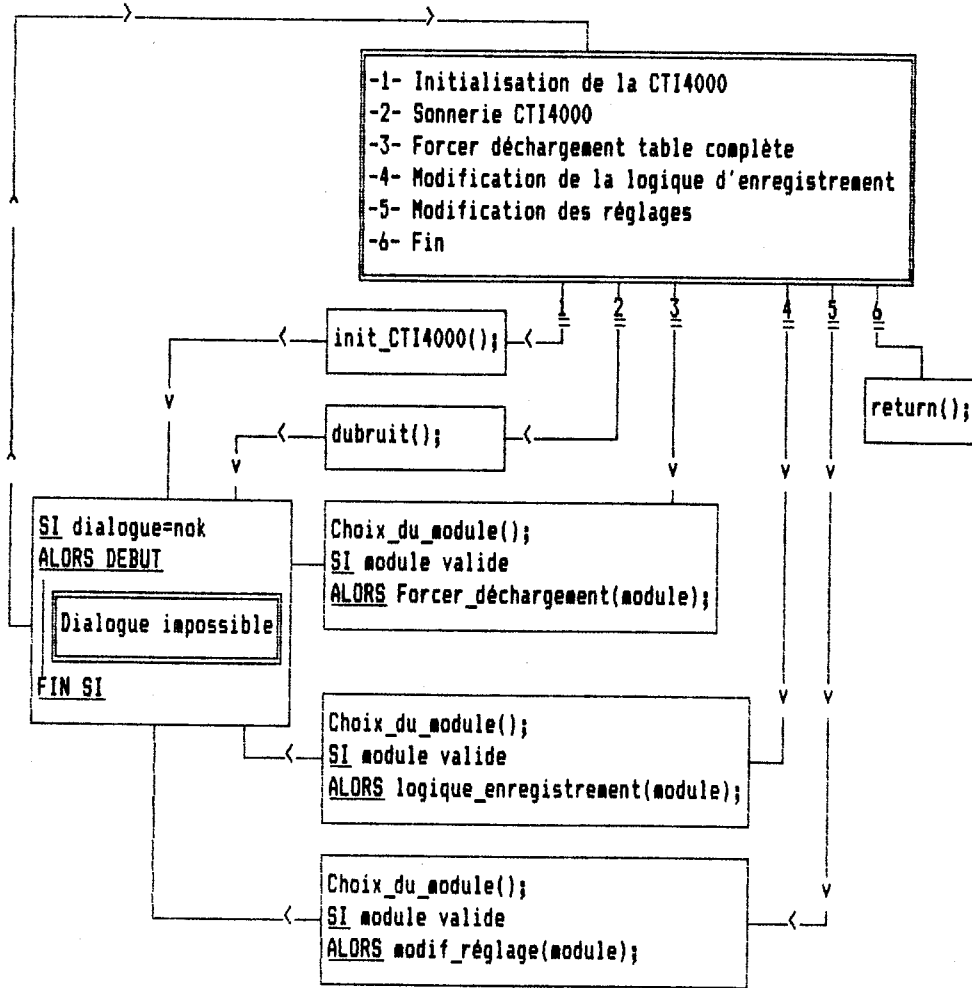 -1- Initialisation de la CTI4000
-2- Sonnerie CTI4000
-3- Forcer déchargement table complète
-4- Modification de la logique d'enregistrement
-5- Modification des réglages
-6- Fin
1 2 3 4 5 6
init_CTI4000();
return();
dubruit();
SI dialogue=nok
ALORS DEBUT
Dialogue impossible
FIN SI
Choix_du_module();
SI module valide
ALORS Forcer_déchargement(module);
Choix_du_module();
SI module valide
ALORS logique_enregistrement(module);
Choix_du_module();
SI module valide
ALORS modif_réglage(module);